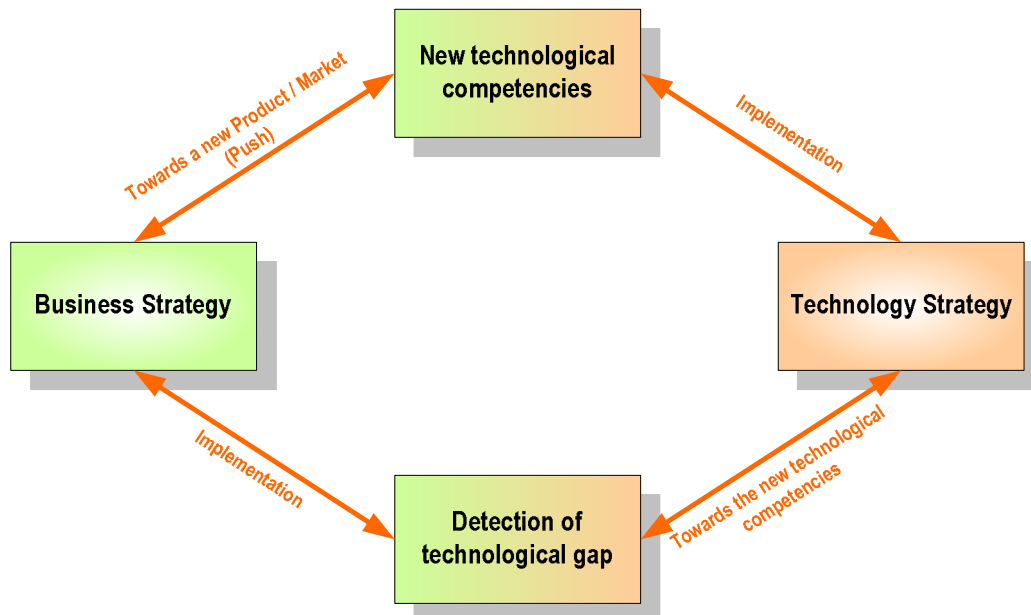 New technological
competencies
Towards a new Product / Market
(Push)
Implementation
Business Strategy
Technology Strategy
Implementation
Detection of
technological gap
Towards the new technological
competencies